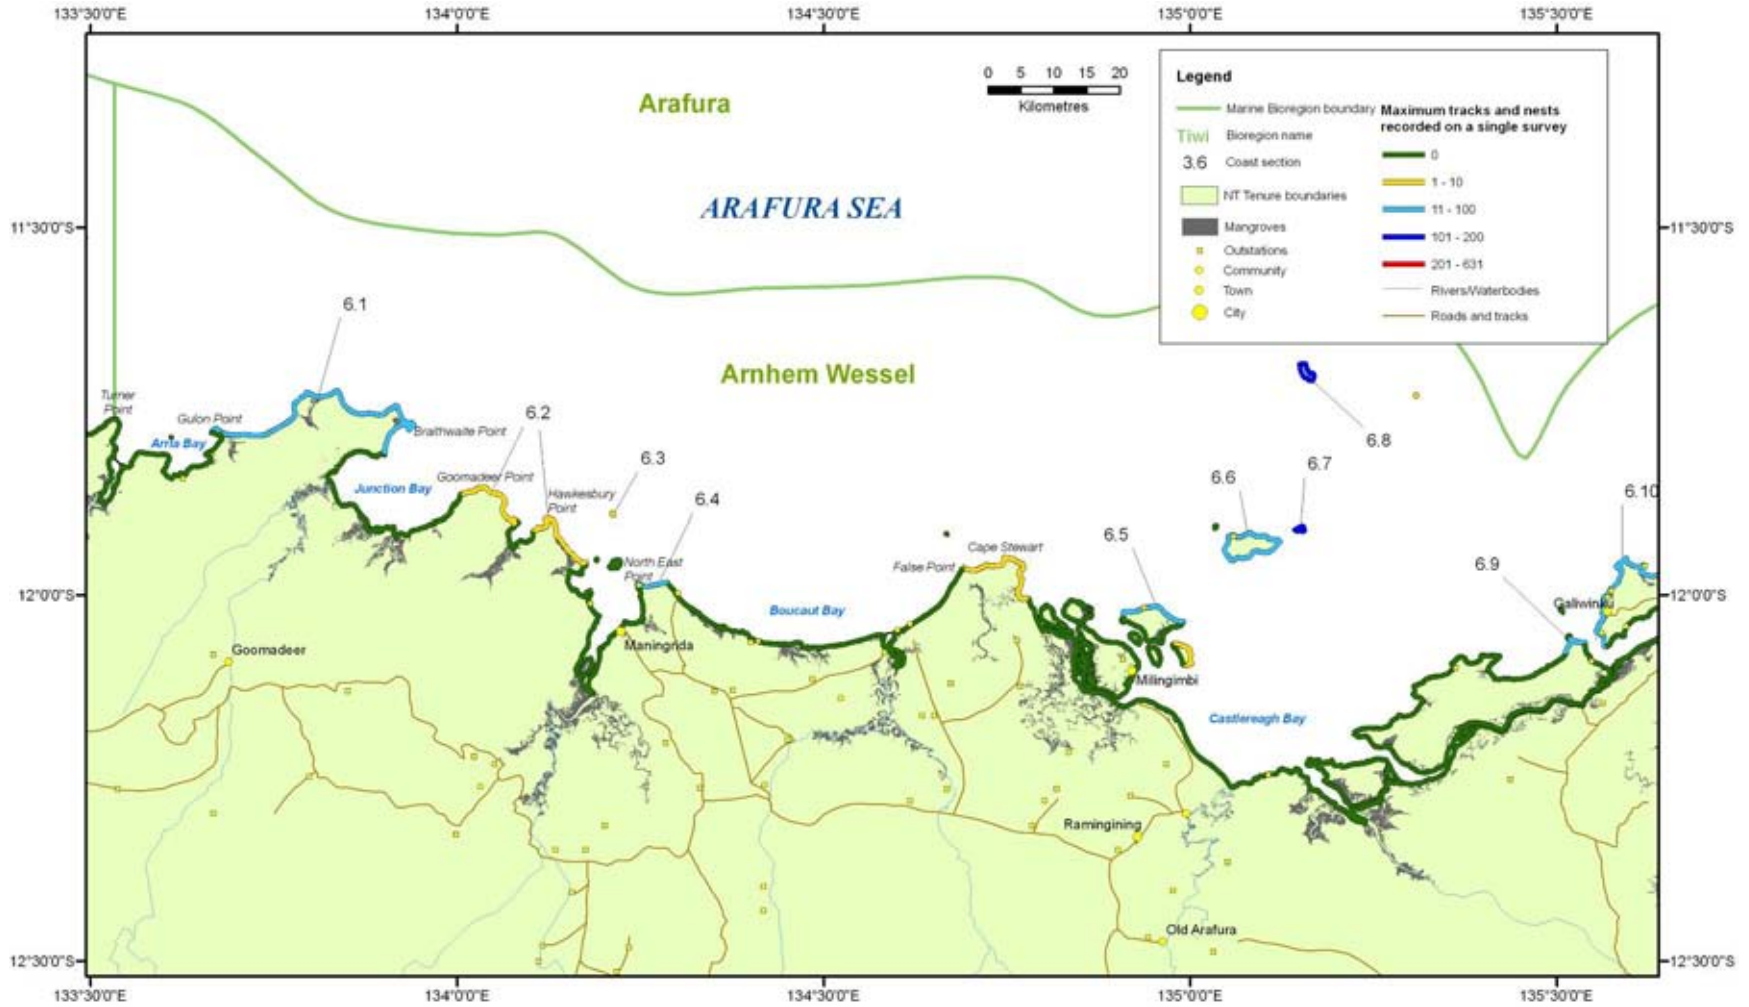 133°30'0"E 134°0'0"E 134°30'0"E 135°0'0"E 135°30'0"E
0 5 10 15 20
Kilometres
Legend
Marine Bioregion boundary
Tiwi Bioregion name
3.6 Coast section
NT Tenure boundaries
Mangroves
Outstations
Community
Town
City
Maximum tracks and nests
recorded on a single survey
0
1 - 10
11 - 100
101 - 200
201 - 631
Rivers/Waterbodies
Roads and tracks
Arafura
ARAFURA SEA
11°30'0"S 11°30'0"S
6.1
Arnhem Wessel
Turner
Point
Gulon Point
6.2
Braithwaite Point
Arrla Bay
6.8
6.3
6.7
Goomadeer Point
6.6
Junction Bay
Hawkesbury
Point
6.4
6.10
6.5
Cape Stewart
North East
Point
False Point
6.9
12°0'0"S 12°0'0"S
Boucaut Bay
Galiwinku
Maningrida
Goomadeer
Milingimbi
Castlereagh Bay
Ramingining
Old Arafura
12°30'0"S 12°30'0"S
133°30'0"E 134°0'0"E 134°30'0"E 135°0'0"E 135°30'0"E